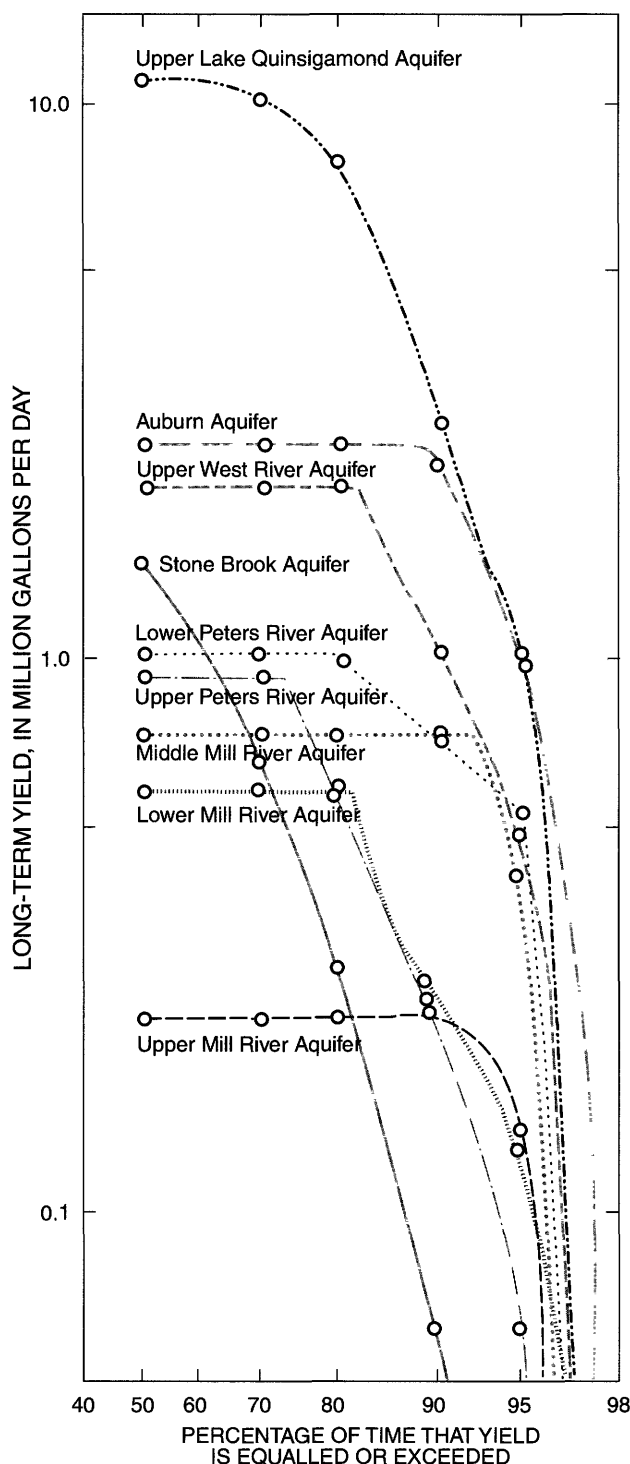 Upper Lake Quinsigamond Aquifer
10.0
Auburn Aquifer
Upper West River Aquifer
Stone Brook Aquifer
Lower Peters River Aquifer
1.0
Upper Peters River Aquifer
Middle Mill River Aquifer
Lower Mill River Aquifer
Upper Mill River Aquifer
0.1
LONG-TERM YIELD, IN MILLION GALLONS PER DAY
40 50 60 70 80 90 95 98
PERCENTAGE OF TIME THAT YIELD
IS EQUALLED OR EXCEEDED